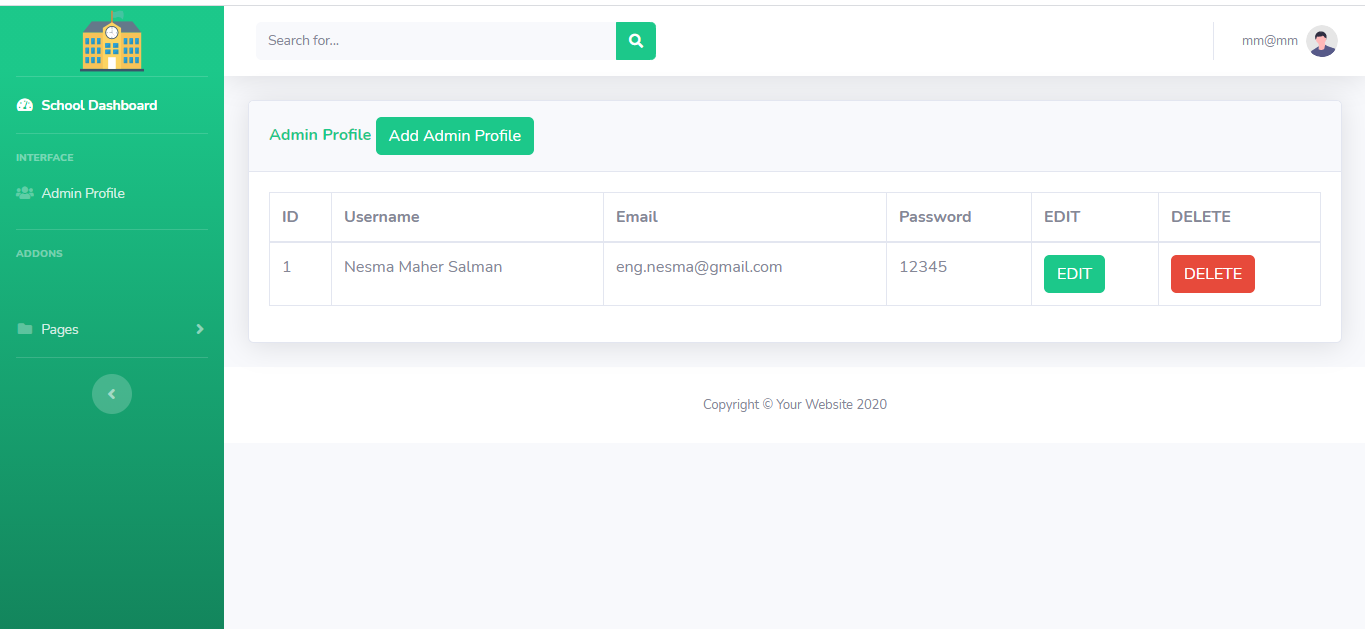 Search for...
mm@mm
School Dashboard
INTERFACE
Admin Profile
ADDONS
Pages
Admin Profile Add Admin Profile
ID Username Email Password EDIT DELETE
1 Nesma Maher Salman eng.nesma@gmail.com 12345 EDIT DELETE
Copyright © Your Website 2020